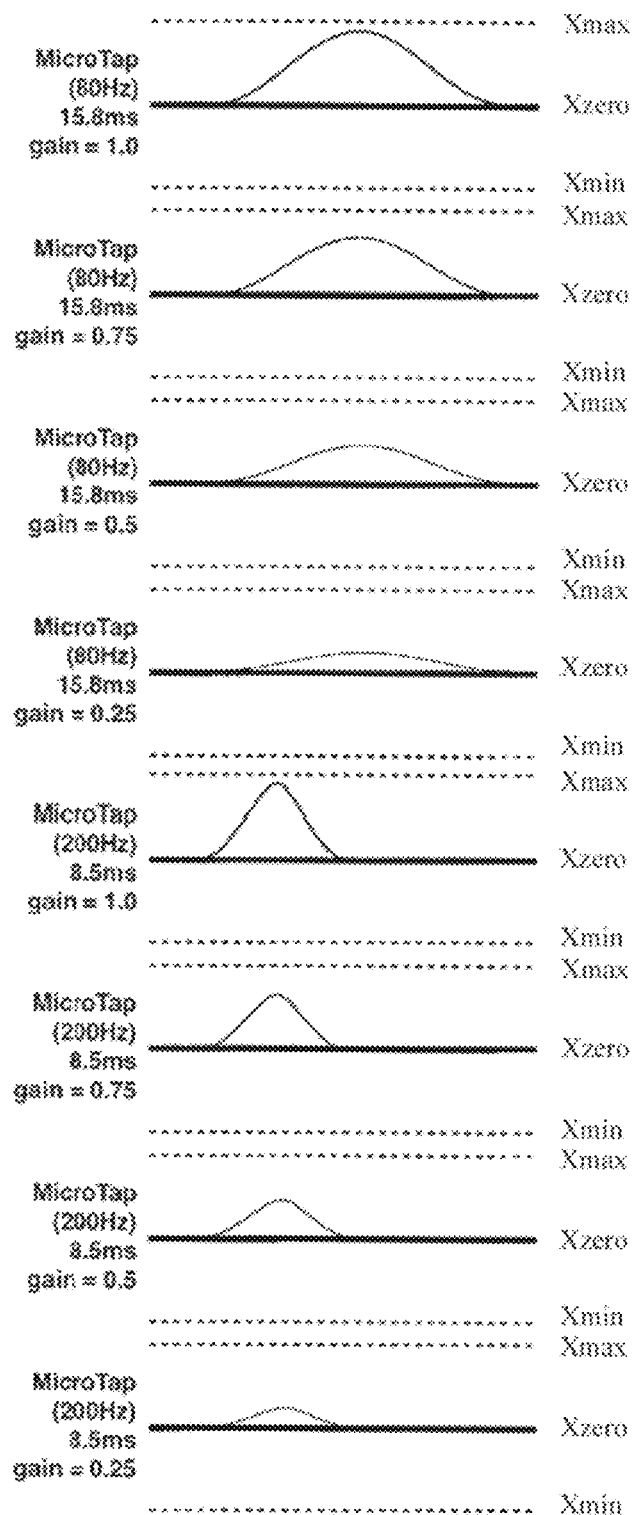 Xmax
MicroTap
(80Hz)
15.8ms
gain = 1.0
Xzero
Xmin
Xmax
MicroTap
(80Hz)
15.8ms
gain = 0.75
Xzero
Xmin
Xmax
MicroTap
(80Hz)
15.8ms
gain = 0.5
Xzero
Xmin
Xmax
MicroTap
(80Hz)
15.8ms
gain = 0.25
Xzero
Xmin
Xmax
MicroTap
(200Hz)
8.5ms
gain = 1.0
Xzero
Xmin
Xmax
MicroTap
(200Hz)
8.5ms
gain = 0.75
Xzero
Xmin
Xmax
MicroTap
(200Hz)
8.5ms
gain = 0.5
Xzero
Xmin
Xmax
MicroTap
(200Hz)
8.5ms
gain = 0.25
Xzero
Xmin